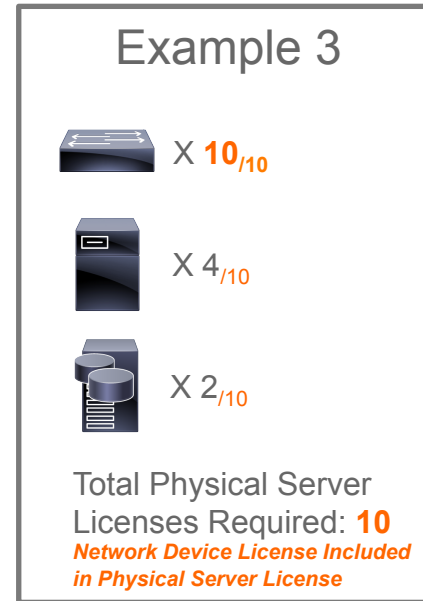 Example 3
X 10/10
X 4/10
X 2/10
Total Physical Server
Licenses Required: 10
Network Device License Included
in Physical Server License